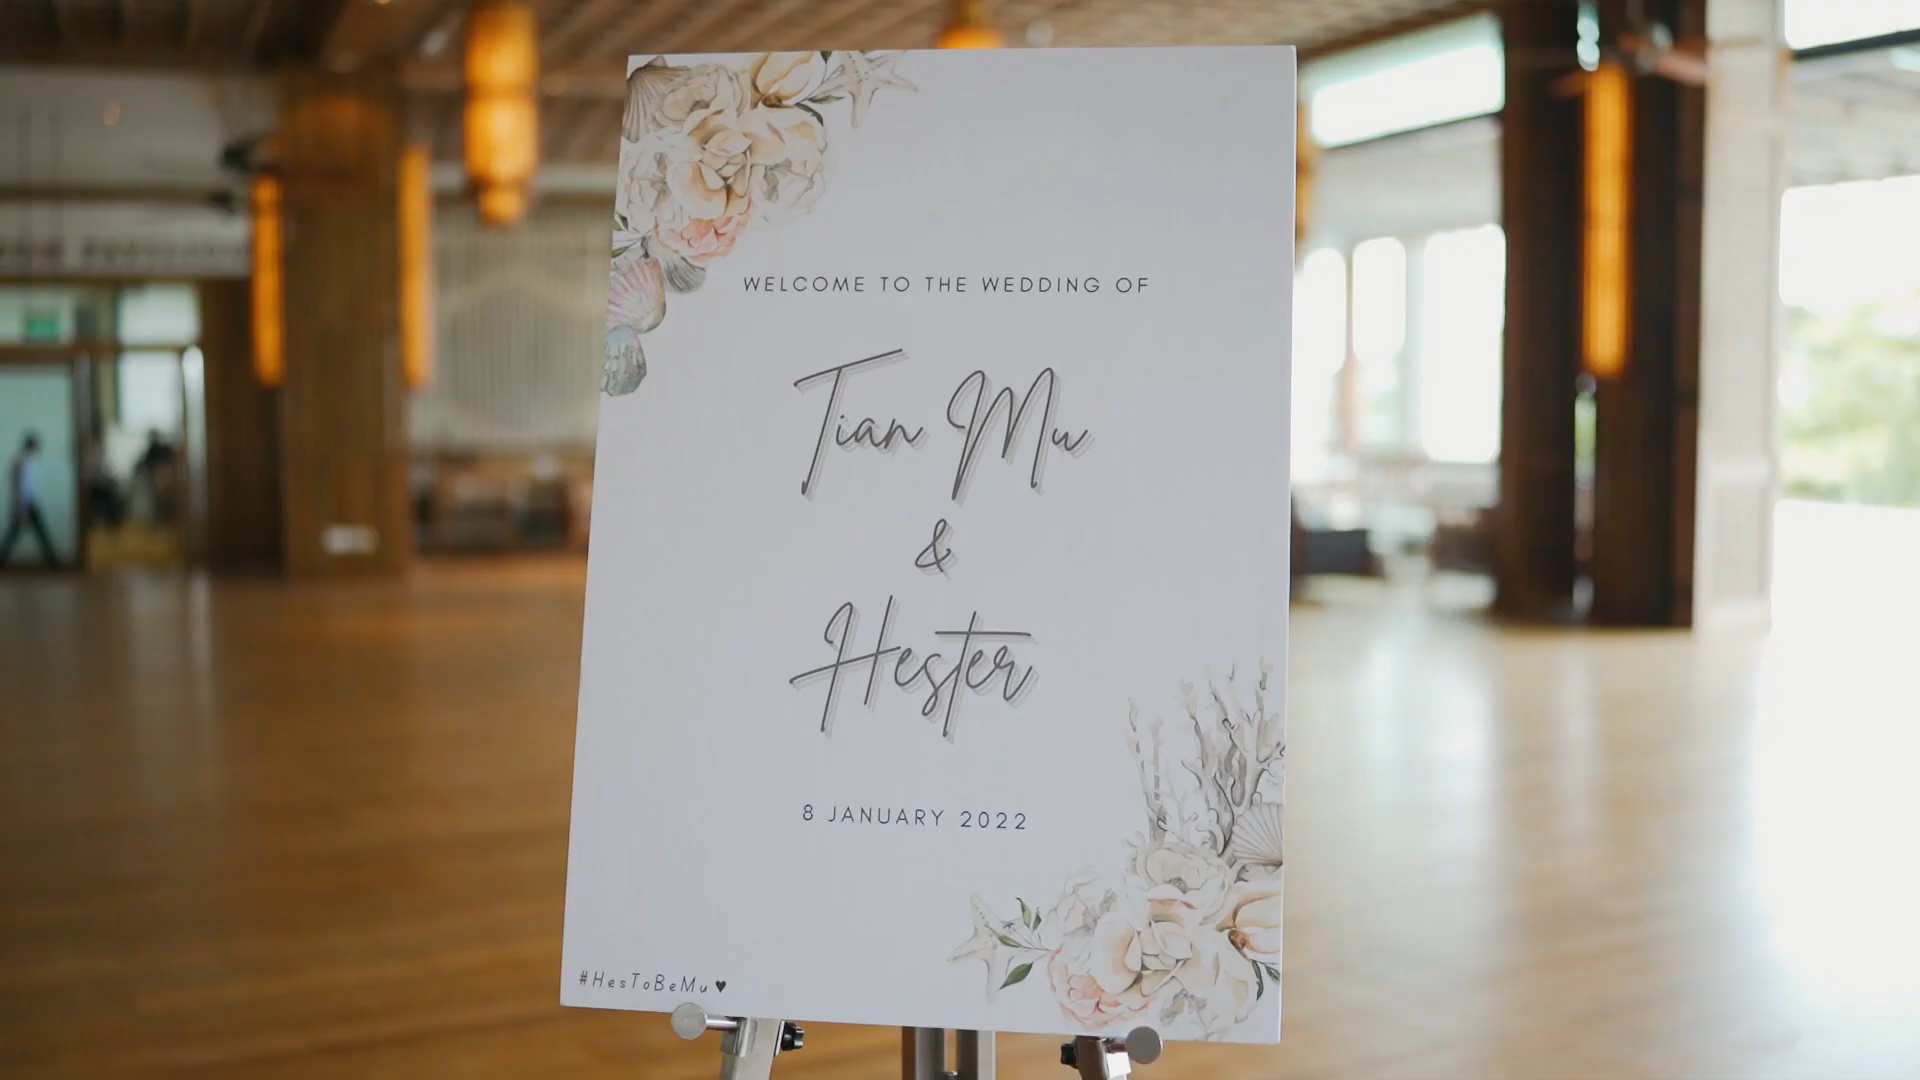 WELCOME TO THE WEDDING OF
Tian Mu
&
Hester
8 JANUARY 2022
#HesToBeMu♥